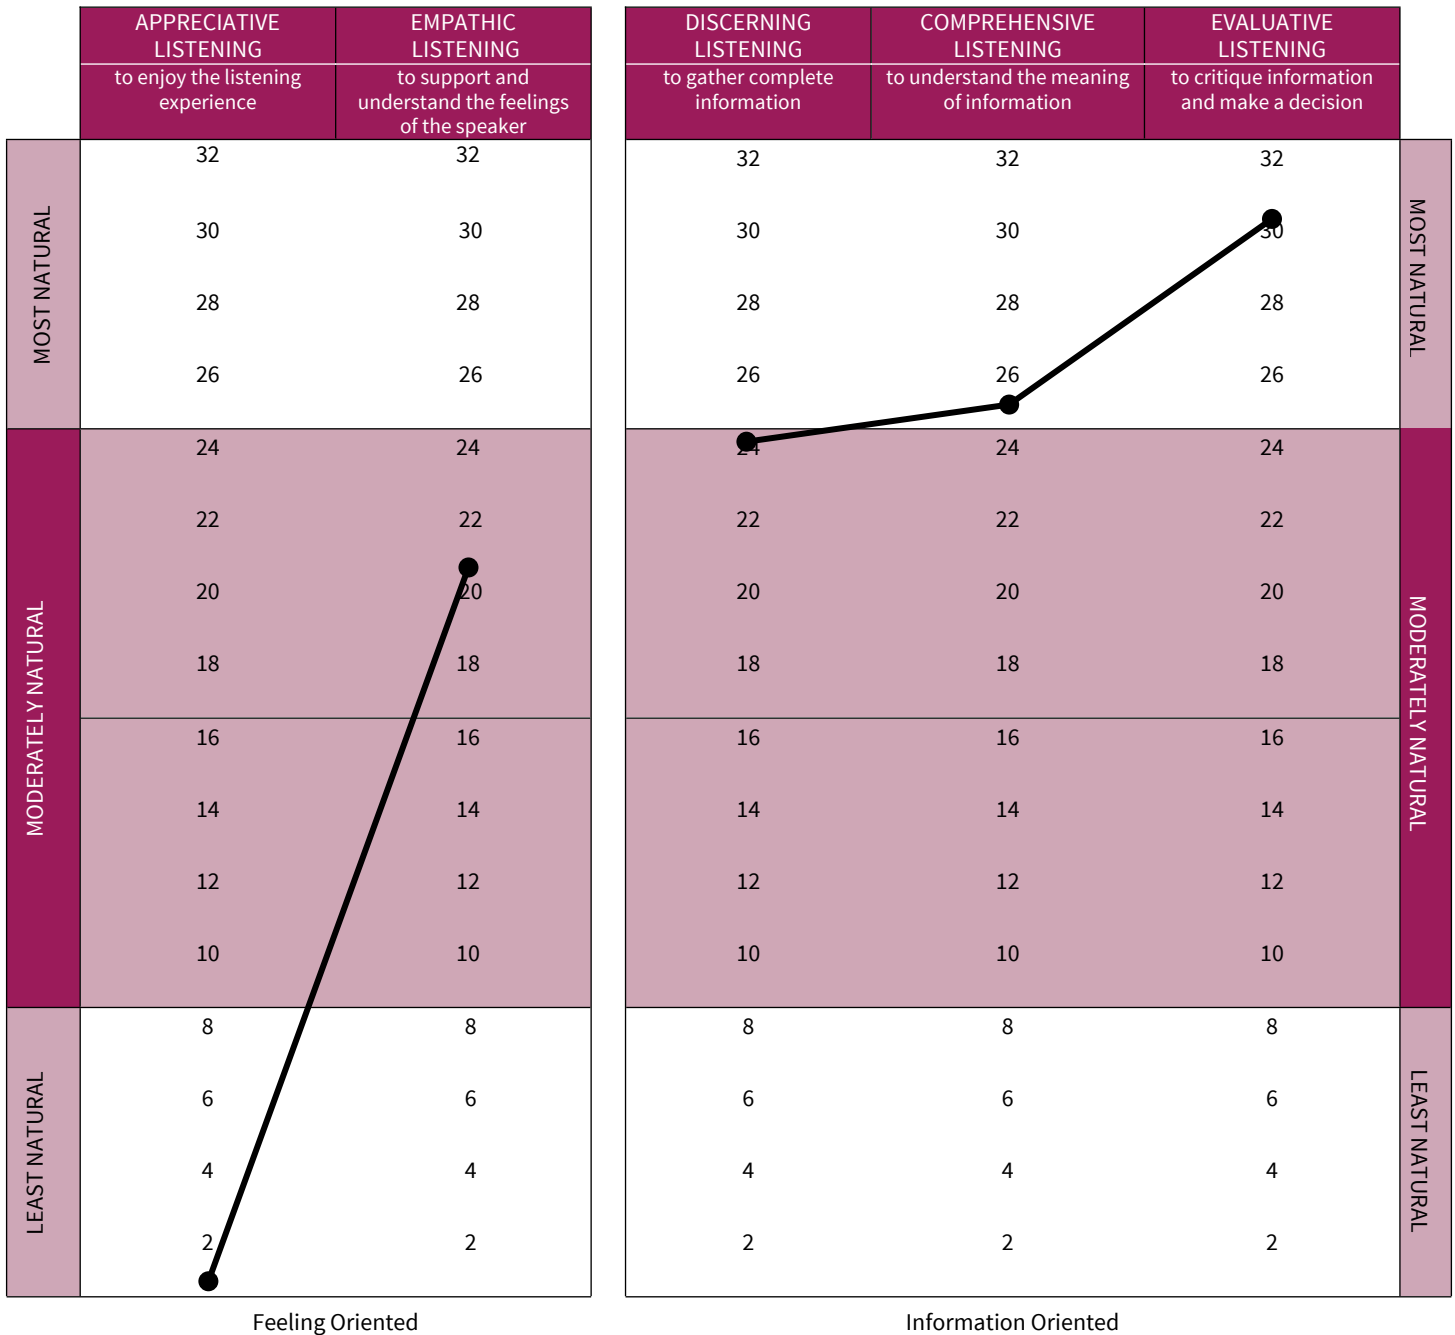 APPRECIATIVE
LISTENING
to enjoy the listening
experience
EMPATHIC
LISTENING
to support and
understand the feelings
of the speaker
DISCERNING
LISTENING
to gather complete
information
COMPREHENSIVE
LISTENING
to understand the meaning
of information
EVALUATIVE
LISTENING
to critique information
and make a decision
MOST NATURAL
MODERATELY NATURAL
LEAST NATURAL
32 32 32 32 32
30 30 30 30 30
28 28 28 28 28
26 26 26 26 26
24 24 24 24 24
22 22 22 22 22
20 20 20 20 20
18 18 18 18 18
16 16 16 16 16
14 14 14 14 14
12 12 12 12 12
10 10 10 10 10
8 8 8 8 8
6 6 6 6 6
4 4 4 4 4
2 2 2 2 2
MOST NATURAL
MODERATELY NATURAL
LEAST NATURAL
Feeling Oriented
Information Oriented